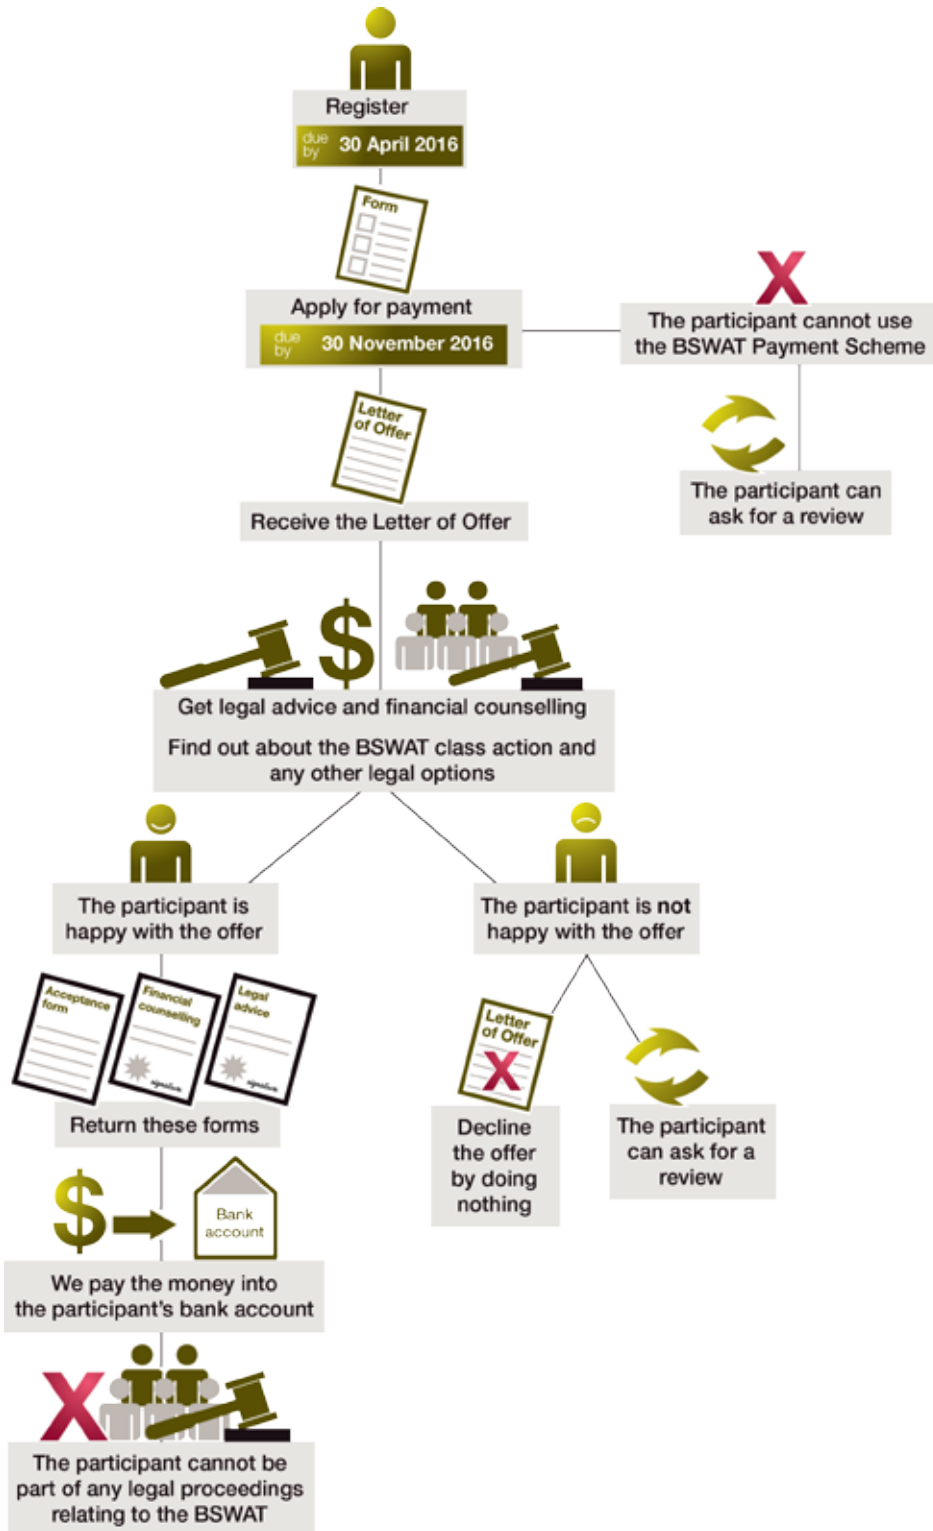 Register
due by 30 April 2016
Form
Apply for payment
due by 30 November 2016
X
The participant cannot use
the BSWAT Payment Scheme
The participant can
ask for a review
Letter
of Offer
Receive the Letter of Offer
$
Get legal advice and financial counselling
Find out about the BSWAT class action and
any other legal options
The participant is
happy with the offer
The participant is not
happy with the offer
Acceptance
form
Financial
counselling
signature
Legal
advice
signature
Return these forms
Letter
of Offer
X
Decline
the offer
by doing
nothing
The participant
can ask for a
review
$
Bank
account
We pay the money into
the participant's bank account
X
The participant cannot be
part of any legal proceedings
relating to the BSWAT